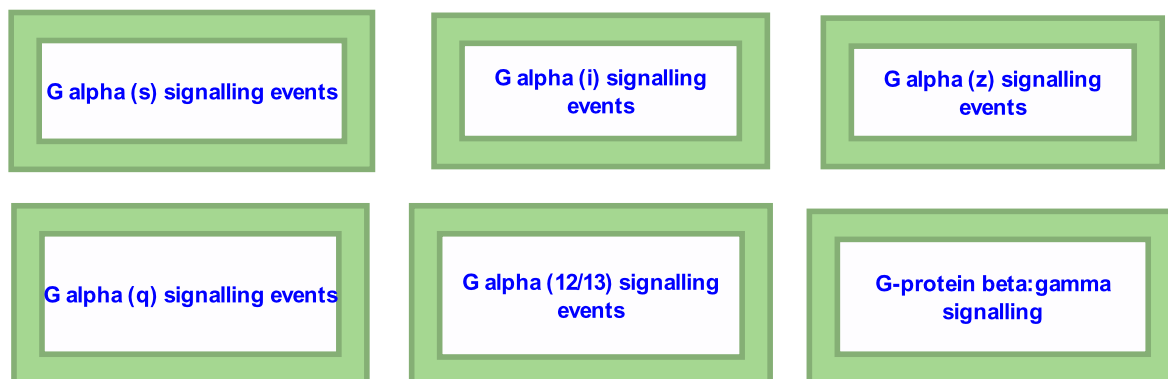 G alpha (s) signalling events
G alpha (i) signalling
events
G alpha (z) signalling
events
G alpha (q) signalling events
G alpha (12/13) signalling
events
G-protein beta:gamma
signalling